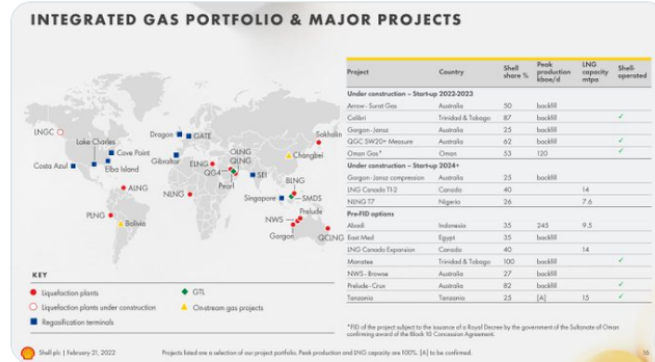 INTEGRATED GAS PORTFOLIO & MAJOR PROJECTS
LNGC
Lake Charles
Cove Point
Elba Island
Costa Azul
Dragon
GATE
Gibraltar
ELNG
OLNG
QLNG
QG4
Pearl
SEI
Sakhalin
Changbei
BLNG
SMDS
Singapore
ALNG
NLNG
PLNG
Bolivia
NWS
Prelude
Gorgon
QCLNG
KEY
Liquefaction plants
Liquefaction plants under construction
Regasification terminals
GTL
On-stream gas projects
Project Country Shell share % Peak production kboe/d LNG capacity mtpa Shell-operated
Under construction – Start-up 2022-2023
Arrow - Surat Gas Australia 50 backfill
Colibri Trinidad & Tobago 87 backfill ✓
Gorgon - Jansz Australia 25 backfill
QGC SW20+ Measure Australia 62 backfill ✓
Oman Gas* Oman 53 120 ✓
Under construction – Start-up 2024+
Gorgon - Jansz compression Australia 25 backfill
LNG Canada T1-2 Canada 40 14
NLNG T7 Nigeria 26 7.6
Pre-FID options
Abadi Indonesia 35 245 9.5
East Med Egypt 35 backfill
LNG Canada Expansion Canada 40 14
Manatee Trinidad & Tobago 100 backfill ✓
NWS - Browse Australia 27 backfill
Prelude - Crux Australia 82 backfill ✓
Tanzania Tanzania 25 [A] 15 ✓
*FID of the project subject to the issuance of a Royal Decree by the government of the Sultanate of Oman
confirming award of the Block 10 Concession Agreement.
Shell plc | February 21, 2022 Projects listed are a selection of our project portfolio. Peak production and LNG capacity are 100%. [A] to be confirmed. 16